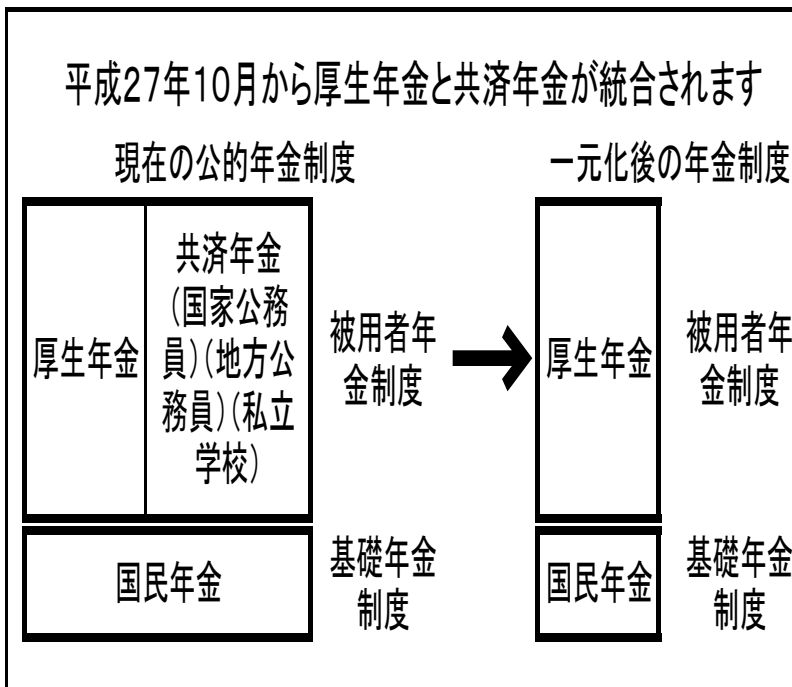 平成27年10月から厚生年金と共済年金が統合されます
現在の公的年金制度
一元化後の年金制度
厚生年金
共済年金
(国家公務
員)(地方公
務員)(私立
学校)
被用者年
金制度
厚生年金
被用者年
金制度
国民年金
基礎年金
制度
国民年金
基礎年金
制度